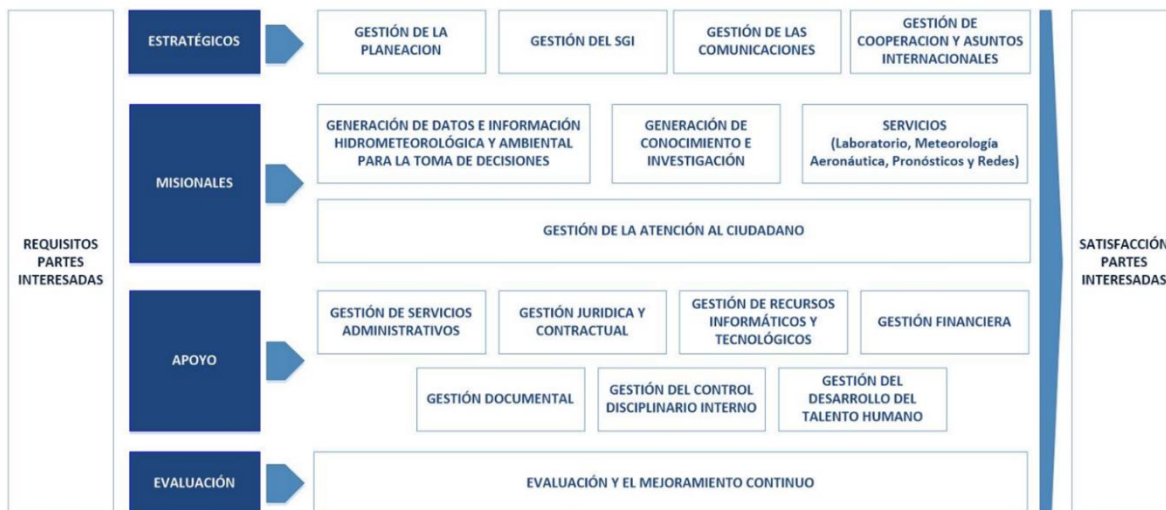 REQUISITOS
PARTES
INTERESADAS
ESTRATÉGICOS
GESTIÓN DE LA
PLANEACION
GESTIÓN DEL SGI
GESTIÓN DE LAS
COMUNICACIONES
GESTIÓN DE
COOPERACION Y ASUNTOS
INTERNACIONALES
MISIONALES
GENERACIÓN DE DATOS E INFORMACIÓN
HIDROMETEOROLÓGICA Y AMBIENTAL
PARA LA TOMA DE DECISIONES
GENERACIÓN DE
CONOCIMIENTO E
INVESTIGACIÓN
SERVICIOS
(Laboratorio, Meteorología
Aeronáutica, Pronósticos y Redes)
GESTIÓN DE LA ATENCIÓN AL CIUDADANO
APOYO
GESTIÓN DE SERVICIOS
ADMINISTRATIVOS
GESTIÓN JURIDICA Y
CONTRACTUAL
GESTIÓN DE RECURSOS
INFORMÁTICOS Y
TECNOLÓGICOS
GESTIÓN FINANCIERA
GESTIÓN DOCUMENTAL
GESTIÓN DEL CONTROL
DISCIPLINARIO INTERNO
GESTIÓN DEL
DESARROLLO DEL
TALENTO HUMANO
EVALUACIÓN
EVALUACIÓN Y EL MEJORAMIENTO CONTINUO
SATISFACCIÓN
PARTES
INTERESADAS